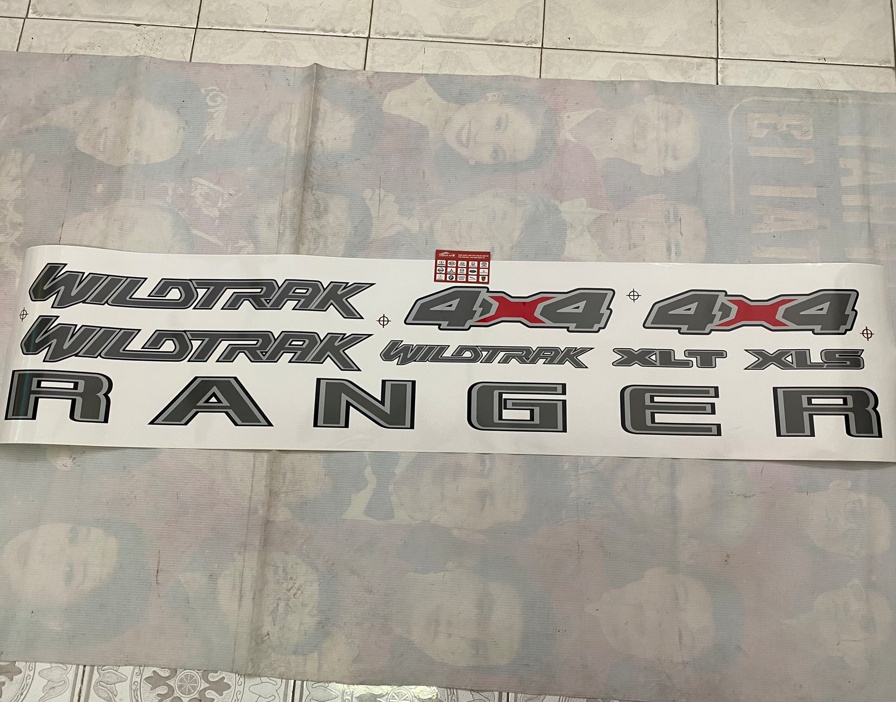 WILDTRAK
4x4
4x4
WILDTRAK
WILDTRAK
XLT
XLS
RANGER